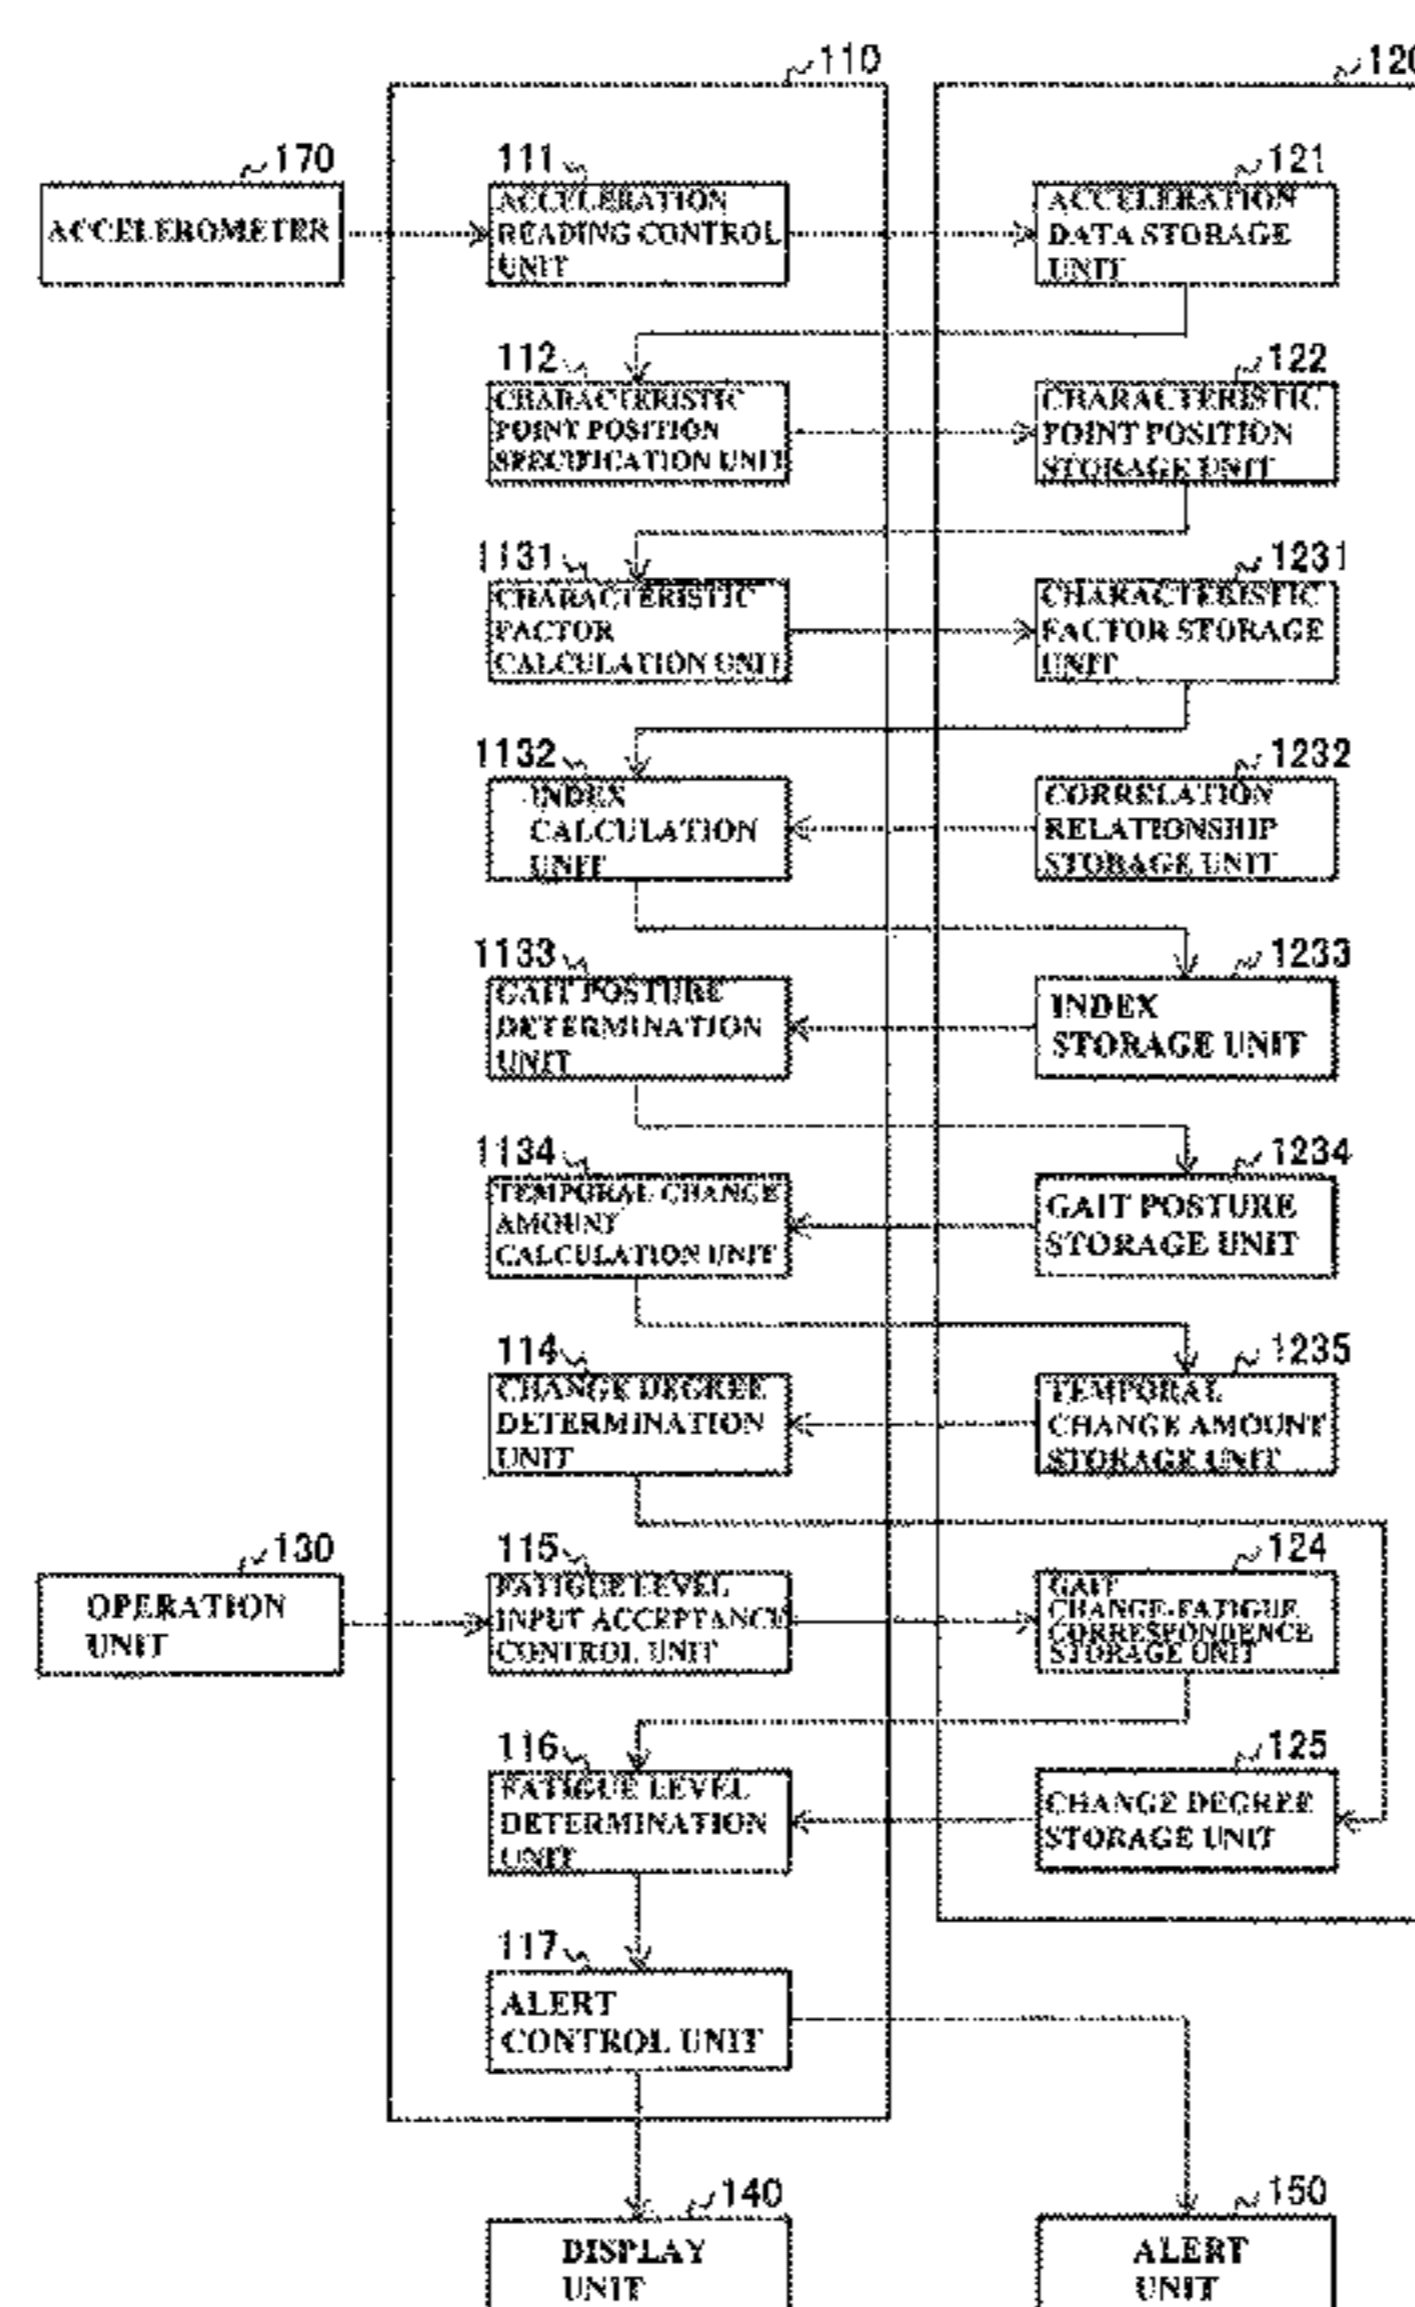 110
120
170
111
121
ACCELEROMETER
ACCELERATION
READING CONTROL
UNIT
ACCELERATION
DATA STORAGE
UNIT
112
122
CHARACTERISTIC
POINT POSITION
SPECIFICATION UNIT
CHARACTERISTIC
POINT POSITION
STORAGE UNIT
1131
1231
CHARACTERISTIC
FACTOR
CALCULATION UNIT
CHARACTERISTIC
FACTOR STORAGE
UNIT
1132
1232
INDEX
CALCULATION
UNIT
CORRELATION
RELATIONSHIP
STORAGE UNIT
1133
1233
GAIT POSTURE
DETERMINATION
UNIT
INDEX
STORAGE UNIT
1134
1234
TEMPORAL CHANGE
AMOUNT
CALCULATION UNIT
GAIT POSTURE
STORAGE UNIT
114
1235
CHANGE DEGREE
DETERMINATION
UNIT
TEMPORAL
CHANGE AMOUNT
STORAGE UNIT
130
115
124
OPERATION
UNIT
FATIGUE LEVEL
INPUT ACCEPTANCE
CONTROL UNIT
GAIT
CHANGE-FATIGUE
CORRESPONDENCE
STORAGE UNIT
116
125
FATIGUE LEVEL
DETERMINATION
UNIT
CHANGE DEGREE
STORAGE UNIT
117
ALERT
CONTROL UNIT
140
150
DISPLAY
UNIT
ALERT
UNIT